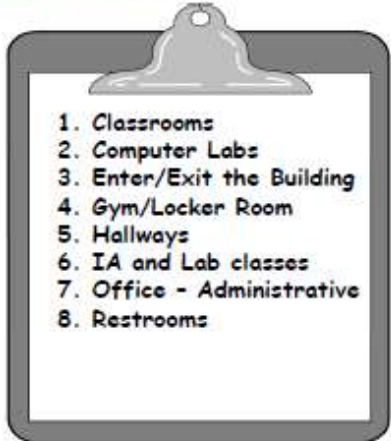 1. Classrooms
2. Computer Labs
3. Enter/Exit the Building
4. Gym/Locker Room
5. Hallways
6. IA and Lab classes
7. Office - Administrative
8. Restrooms